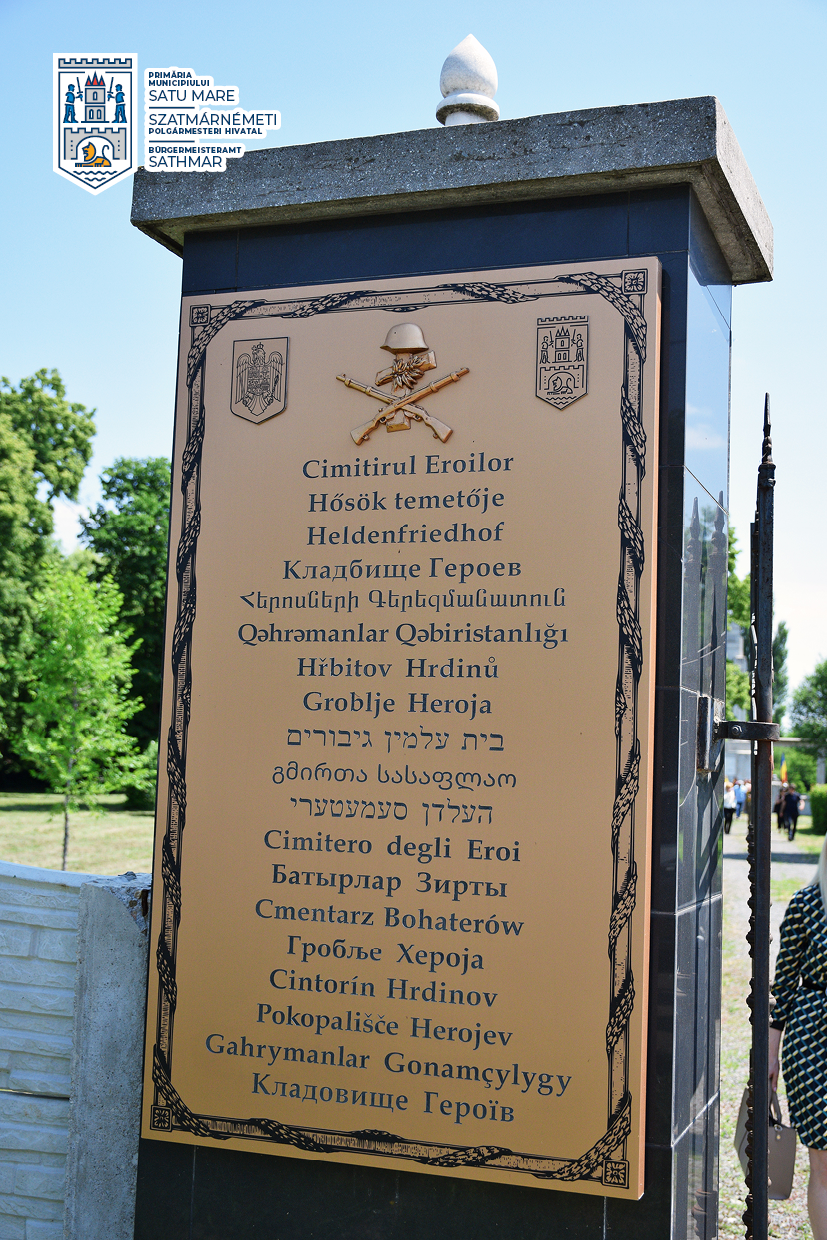 PRIMĂRIA
MUNICIPIULUI
SATU MARE
SZATMÁRNÉMETI
POLGÁRMESTERI HIVATAL
BÜRGERMEISTERAMT
SATHMAR
Cimitirul Eroilor
Hősök temetője
Heldenfriedhof
Кладбище Героев
Հերոսների Գերեզմանատուն
Qəhrəmanlar Qəbiristanlığı
Hřbitov Hrdinů
Groblje Heroja
בית עלמין גיבורים
გმირთა სასაფლაო
העלדן סעמעטערי
Cimitero degli Eroi
Батырлар Зирты
Cmentarz Bohaterów
Гробље Хероја
Cintorín Hrdinov
Pokopališče Herojev
Gahrymanlar Gonamçylygy
Кладовище Героїв